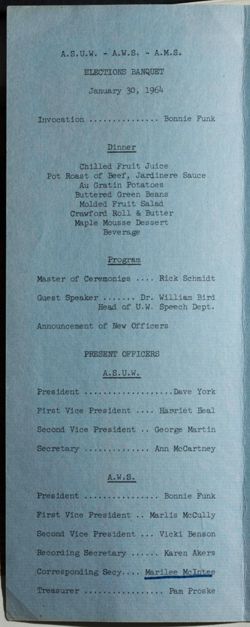 A.S.U.W. - A.W.S. - A.M.S.
ELECTIONS BANQUET
January 30, 1964
Invocation ............... Bonnie Funk
Dinner
Chilled Fruit Juice
Pot Roast of Beef, Jardinere Sauce
Au Gratin Potatoes
Buttered Green Beans
Molded Fruit Salad
Crawford Roll & Butter
Maple Mousse Dessert
Beverage
Program
Master of Ceremonies .... Rick Schmidt
Guest Speaker ....... Dr. William Bird
Head of U.W. Speech Dept.
Announcement of New Officers
PRESENT OFFICERS
A.S.U.W.
President ..................Dave York
First Vice President .... Harriet Heal
Second Vice President .. George Martin
Secretary ............. Ann McCartney
A.W.S.
President ................ Bonnie Funk
First Vice President .. Marlis McCully
Second Vice President ... Vicki Benson
Recording Secretary ...... Karen Akers
Corresponding Secy.... Marilee McIntee
Treasurer ................. Pam Proske